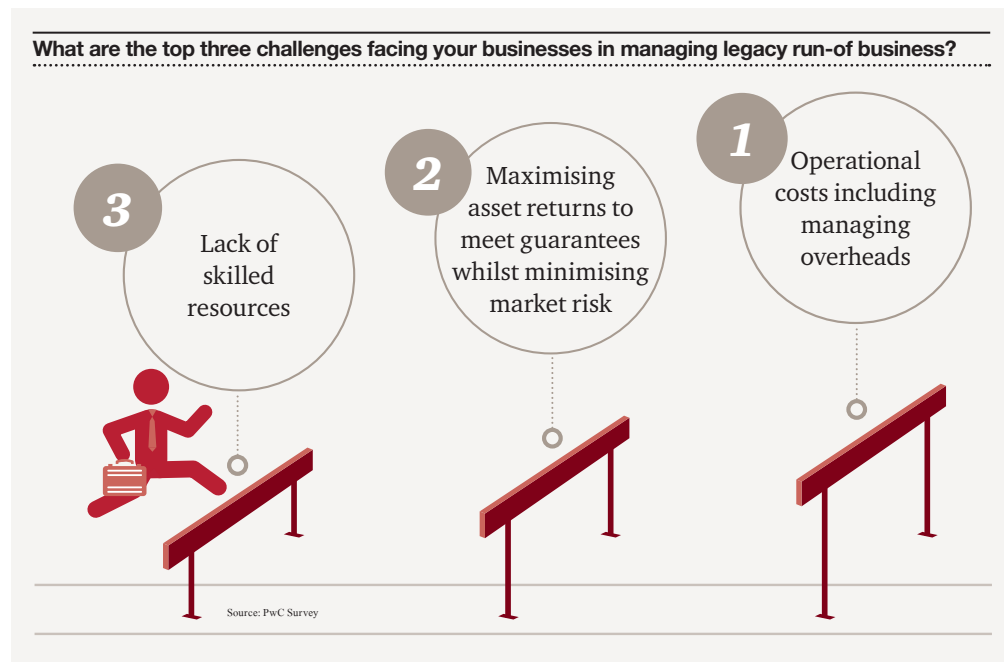 What are the top three challenges facing your businesses in managing legacy run-of business?
3
Lack of
skilled
resources
2
Maximising
asset returns to
meet guarantees
whilst minimising
market risk
1
Operational
costs including
managing
overheads
Source: PwC Survey